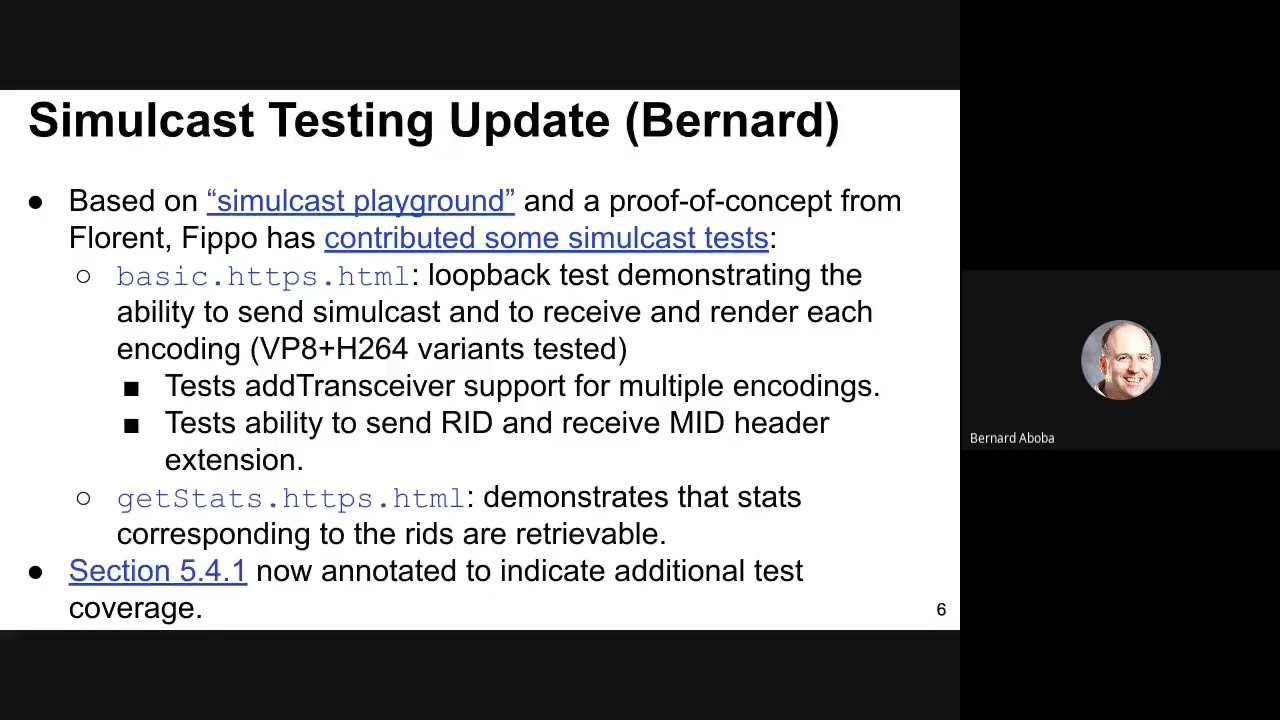 Simulcast Testing Update (Bernard)
● Based on “simulcast playground” and a proof-of-concept from
Florent, Fippo has contributed some simulcast tests:
○ basic.https.html: loopback test demonstrating the
ability to send simulcast and to receive and render each
encoding (VP8+H264 variants tested)
■ Tests addTransceiver support for multiple encodings.
■ Tests ability to send RID and receive MID header
extension.
○ getStats.https.html: demonstrates that stats
corresponding to the rids are retrievable.
● Section 5.4.1 now annotated to indicate additional test
coverage.
6
Bernard Aboba